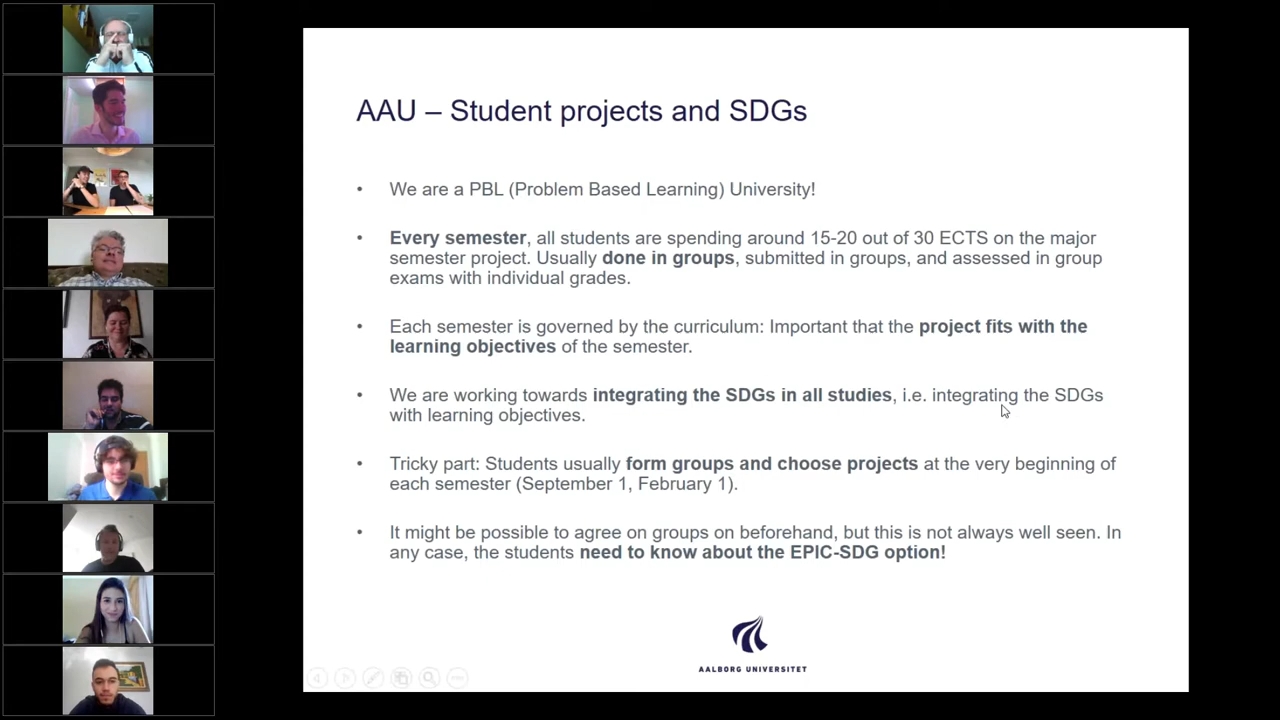 AAU – Student projects and SDGs
• We are a PBL (Problem Based Learning) University!
• Every semester, all students are spending around 15-20 out of 30 ECTS on the major
semester project. Usually done in groups, submitted in groups, and assessed in group
exams with individual grades.
• Each semester is governed by the curriculum: Important that the project fits with the
learning objectives of the semester.
• We are working towards integrating the SDGs in all studies, i.e. integrating the SDGs
with learning objectives.
• Tricky part: Students usually form groups and choose projects at the very beginning of
each semester (September 1, February 1).
• It might be possible to agree on groups on beforehand, but this is not always well seen. In
any case, the students need to know about the EPIC-SDG option!
AALBORG UNIVERSITET